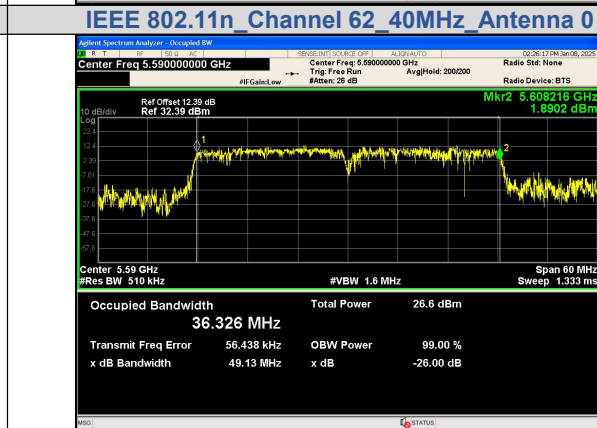 IEEE 802.11n_Channel 62_40MHz_Antenna 0
Agilent Spectrum Analyzer - Occupied BW
R T RF 50 Ω AC SENSE:INT SOURCE OFF ALIGN AUTO 02:26:17 PM Jan 08, 2025
Center Freq 5.590000000 GHz Center Freq: 5.590000000 GHz Radio Std: None
Trig: Free Run Avg|Hold: 200/200
#IFGain:Low #Atten: 26 dB Radio Device: BTS
Ref Offset 12.39 dB Mkr2 5.608216 GHz
10 dB/div Ref 32.39 dBm 1.8902 dBm
Log
22.4
12.4
2.39
-7.61
-17.6
-27.6
-37.6
-47.6
-57.6
1
2
Center 5.59 GHz Span 60 MHz
#Res BW 510 kHz #VBW 1.6 MHz Sweep 1.333 ms
Occupied Bandwidth Total Power 26.6 dBm
36.326 MHz
Transmit Freq Error 56.438 kHz OBW Power 99.00 %
x dB Bandwidth 49.13 MHz x dB -26.00 dB
MSG STATUS